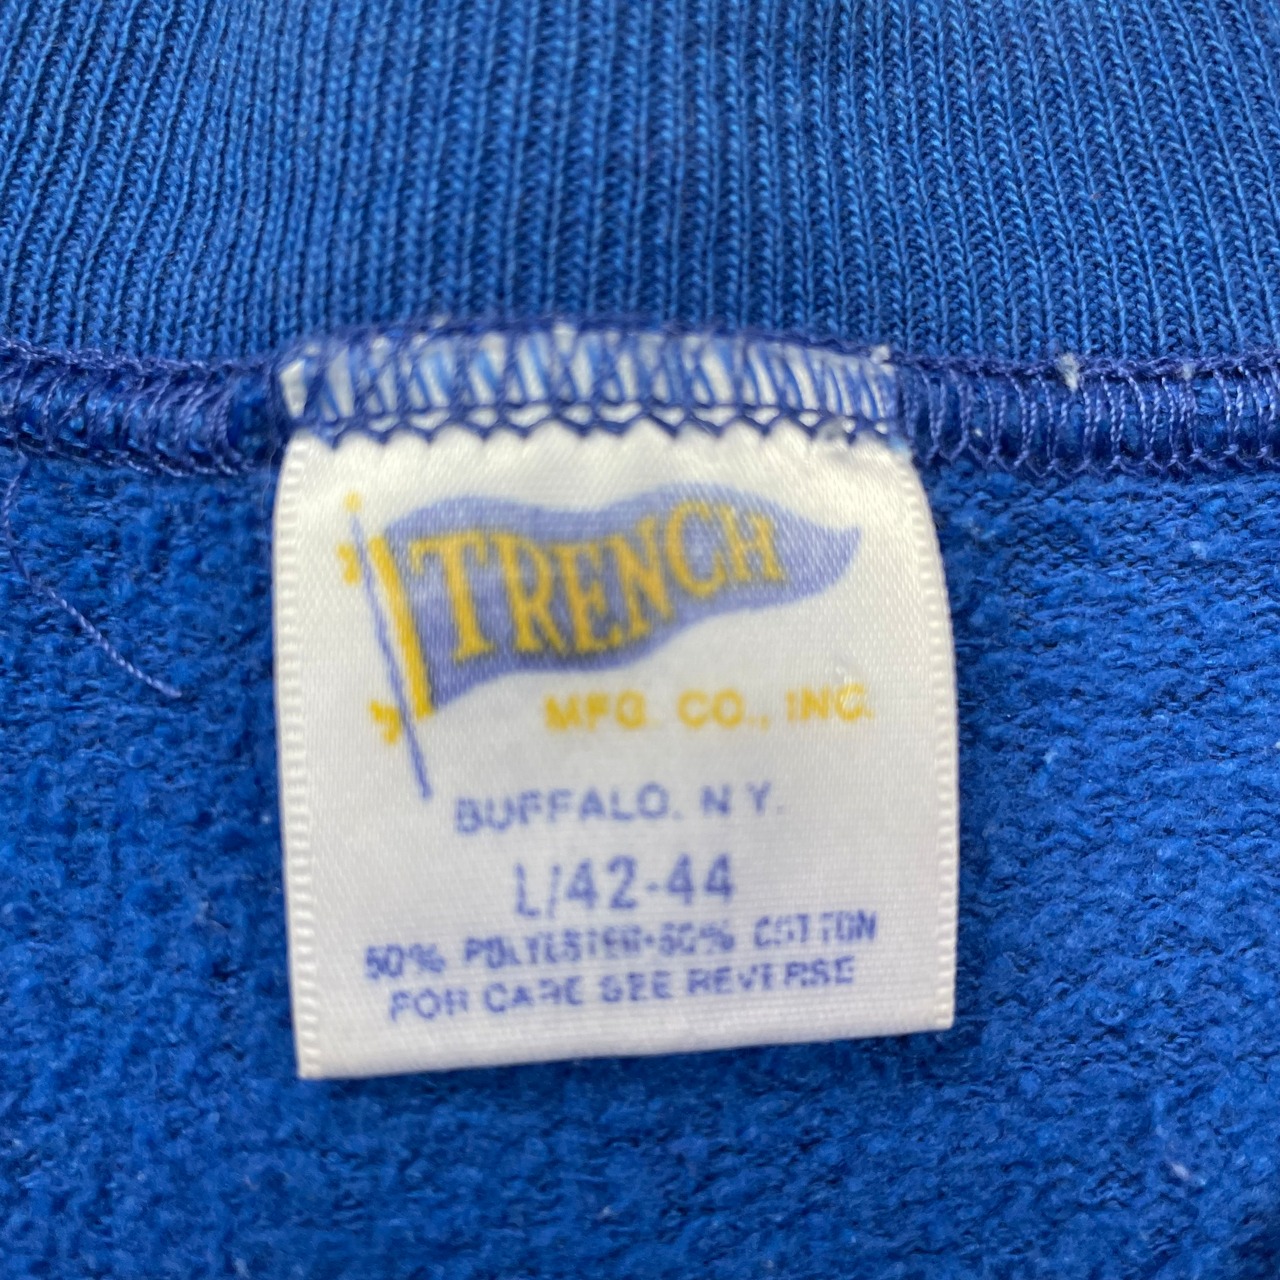 TRENCH
MFG. CO., INC.
BUFFALO, N.Y.
L/42-44
50% POLYESTER•50% COTTON
FOR CARE SEE REVERSE